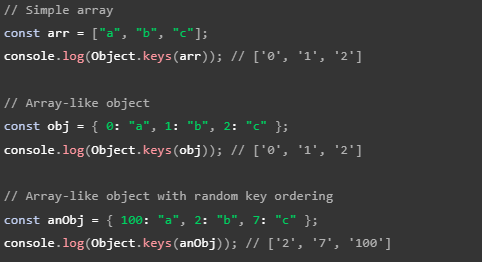 // Simple array
const arr = ["a", "b", "c"];
console.log(Object.keys(arr)); // ['0', '1', '2']
// Array-like object
const obj = { 0: "a", 1: "b", 2: "c" };
console.log(Object.keys(obj)); // ['0', '1', '2']
// Array-like object with random key ordering
const anObj = { 100: "a", 2: "b", 7: "c" };
console.log(Object.keys(anObj)); // ['2', '7', '100']